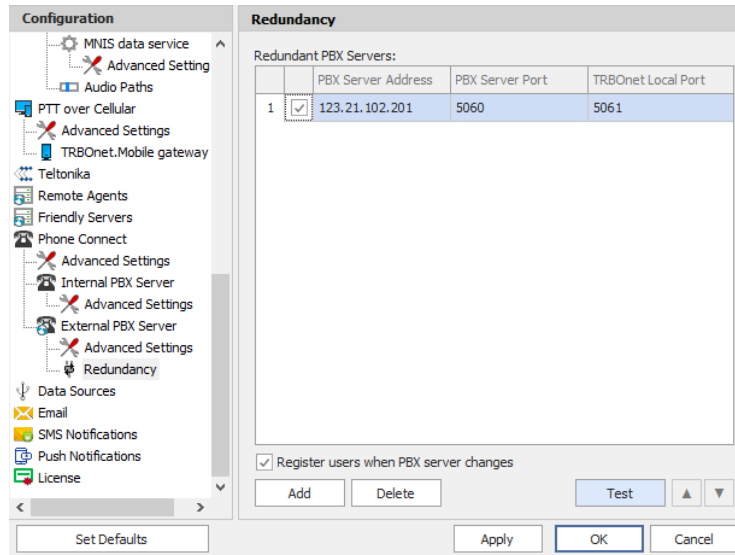 Configuration
MNIS data service
Advanced Setting
Audio Paths
PTT over Cellular
Advanced Settings
TRBOnet.Mobile gateway
Teltonika
Remote Agents
Friendly Servers
Phone Connect
Advanced Settings
Internal PBX Server
Advanced Settings
External PBX Server
Advanced Settings
Redundancy
Data Sources
Email
SMS Notifications
Push Notifications
License
Set Defaults
Redundancy
Redundant PBX Servers:
PBX Server Address PBX Server Port TRBOnet Local Port
1 123.21.102.201 5060 5061
Register users when PBX server changes
Add Delete Test
Apply OK Cancel